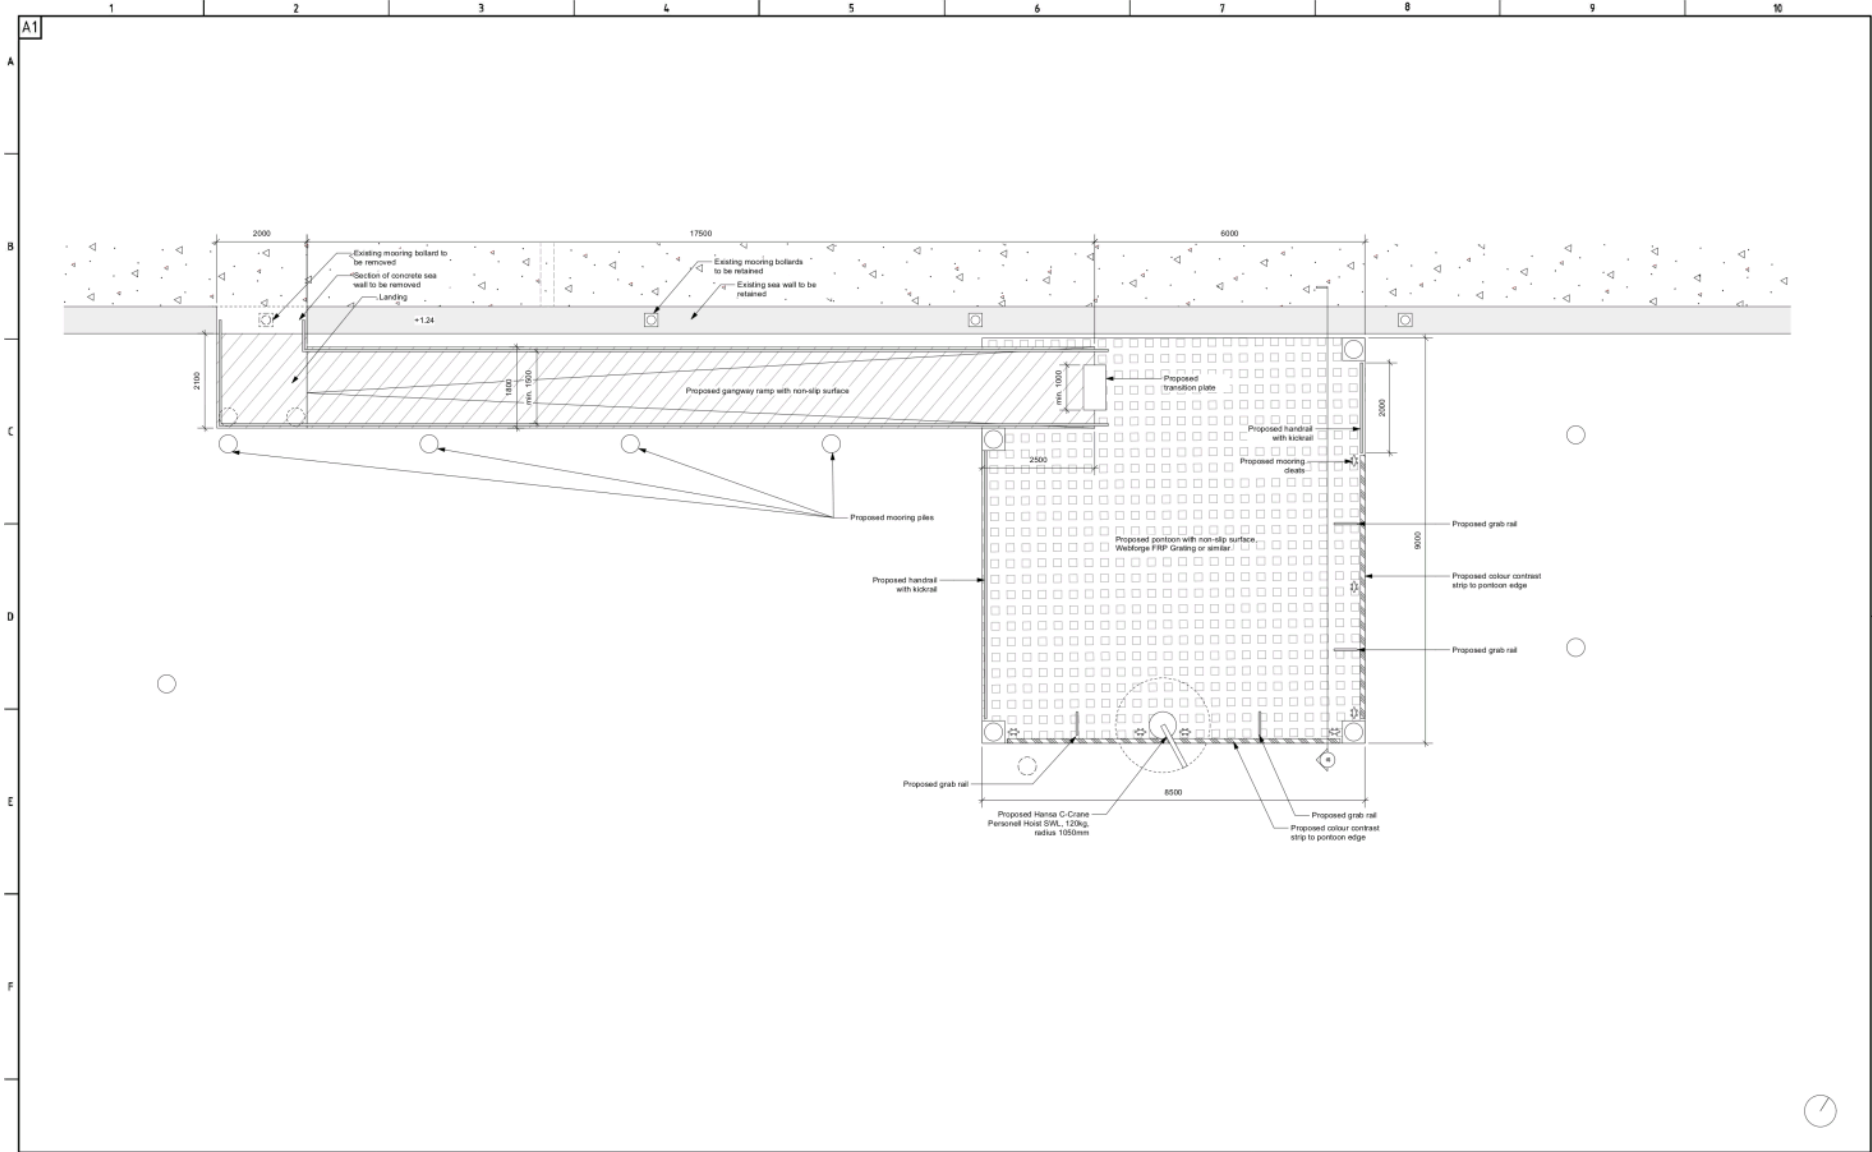 1 2 3 4 5 6 7 8 9 10
A1
A
B
C
D
E
F
2000
17500
6000
Existing mooring bollard to
be removed
Section of concrete sea
wall to be removed
Landing
Existing mooring bollards
to be retained
Existing sea wall to be
retained
+1.24
2100
1800
Proposed gangway ramp with non-slip surface
min. 1000
Proposed
transition plate
2000
Proposed handrail
with kickrail
Proposed mooring
cleats
2500
Proposed mooring piles
Proposed grab rail
Proposed pontoon with non-slip surface,
Webforge FRP Grating or similar
9000
Proposed handrail
with kickrail
Proposed colour contrast
strip to pontoon edge
Proposed grab rail
Proposed grab rail
8500
Proposed Hansa C-Crane
Personell Hoist SWL, 120kg,
radius 1050mm
Proposed grab rail
Proposed colour contrast
strip to pontoon edge